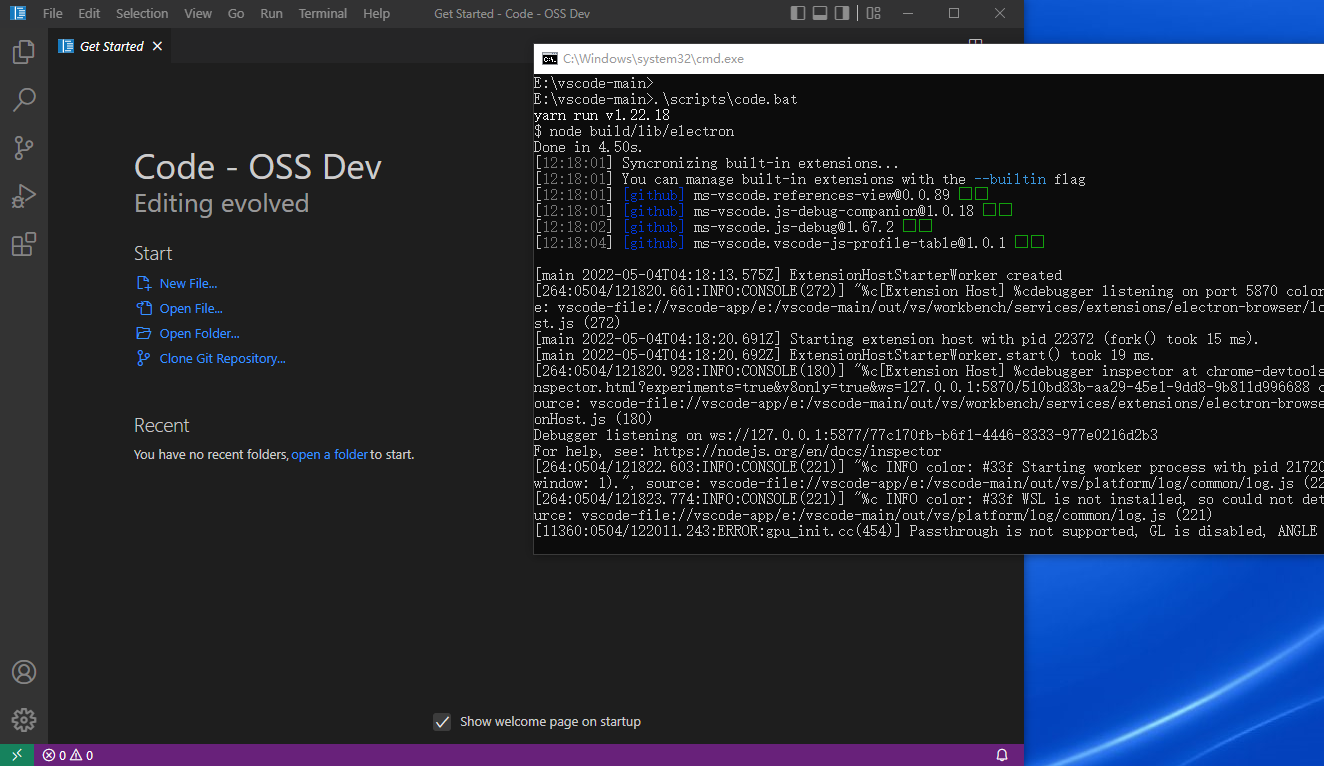 File Edit Selection View Go Run Terminal Help Get Started - Code - OSS Dev
Get Started
Code - OSS Dev
Editing evolved
Start
New File...
Open File...
Open Folder...
Clone Git Repository...
Recent
You have no recent folders, open a folder to start.
Show welcome page on startup
0 0
C:\Windows\system32\cmd.exe
E:\vscode-main>
E:\vscode-main>.\scripts\code.bat
yarn run v1.22.18
$ node build/lib/electron
Done in 4.50s.
[12:18:01] Syncronizing built-in extensions...
[12:18:01] You can manage built-in extensions with the --builtin flag
[12:18:01] [github] ms-vscode.references-view@0.0.89
[12:18:01] [github] ms-vscode.js-debug-companion@1.0.18
[12:18:02] [github] ms-vscode.js-debug@1.67.2
[12:18:04] [github] ms-vscode.vscode-js-profile-table@1.0.1
[main 2022-05-04T04:18:13.575Z] ExtensionHostStarterWorker created
[264:0504/121820.661:INFO:CONSOLE(272)] "%c[Extension Host] %cdebugger listening on port 5870 color
e: vscode-file://vscode-app/e:/vscode-main/out/vs/workbench/services/extensions/electron-browser/lo
st.js (272)
[main 2022-05-04T04:18:20.691Z] Starting extension host with pid 22372 (fork() took 15 ms).
[main 2022-05-04T04:18:20.692Z] ExtensionHostStarterWorker.start() took 19 ms.
[264:0504/121820.928:INFO:CONSOLE(180)] "%c[Extension Host] %cdebugger inspector at chrome-devtools
nspector.html?experiments=true&v8only=true&ws=127.0.0.1:5870/510bd83b-aa29-45e1-9dd8-9b811d996688 c
ource: vscode-file://vscode-app/e:/vscode-main/out/vs/workbench/services/extensions/electron-browse
onHost.js (180)
Debugger listening on ws://127.0.0.1:5877/77c170fb-b6f1-4446-8333-977e0216d2b3
For help, see: https://nodejs.org/en/docs/inspector
[264:0504/121822.603:INFO:CONSOLE(221)] "%c INFO color: #33f Starting worker process with pid 21720
window: 1).", source: vscode-file://vscode-app/e:/vscode-main/out/vs/platform/log/common/log.js (22
[264:0504/121823.774:INFO:CONSOLE(221)] "%c INFO color: #33f WSL is not installed, so could not det
urce: vscode-file://vscode-app/e:/vscode-main/out/vs/platform/log/common/log.js (221)
[11360:0504/122011.243:ERROR:gpu_init.cc(454)] Passthrough is not supported, GL is disabled, ANGLE